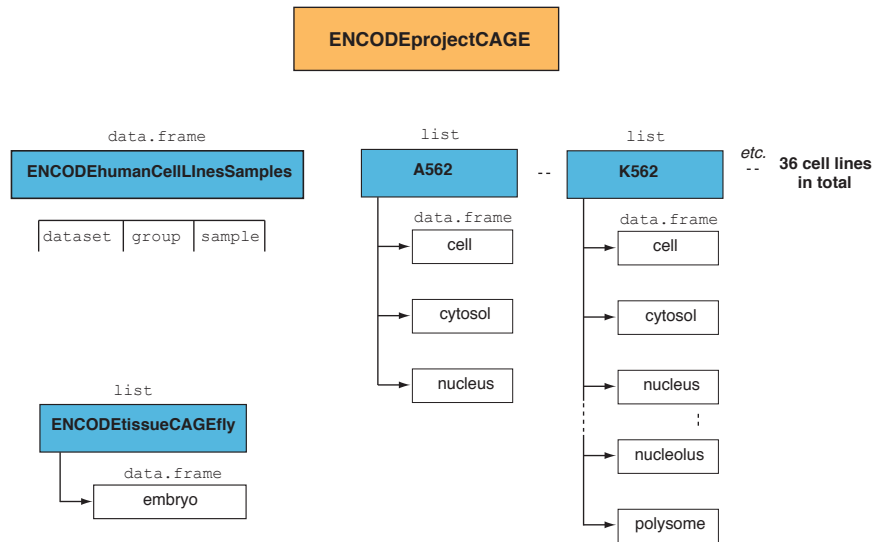 ENCODEprojectCAGE
data.frame
ENCODEhumanCellLInesSamples
dataset group sample
list
ENCODEtissueCAGEfly
data.frame
embryo
list
A562
data.frame
cell
cytosol
nucleus
--
list
K562
data.frame
cell
cytosol
nucleus
nucleolus
polysome
etc.
--
36 cell lines
in total